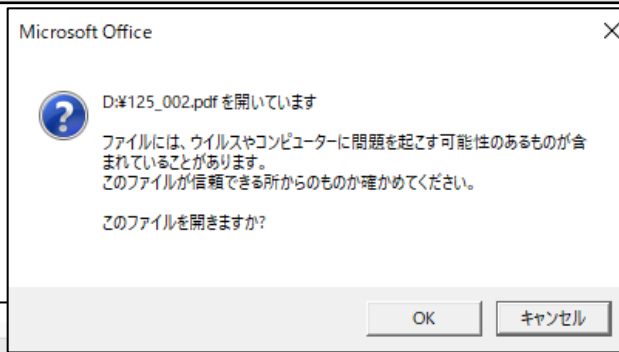 Microsoft Office
D:¥125_002.pdf を開いています
ファイルには、ウイルスやコンピューターに問題を起こす可能性のあるものが含
まれていることがあります。
このファイルが信頼できる所からのものか確かめてください。
このファイルを開きますか?
OK
キャンセル